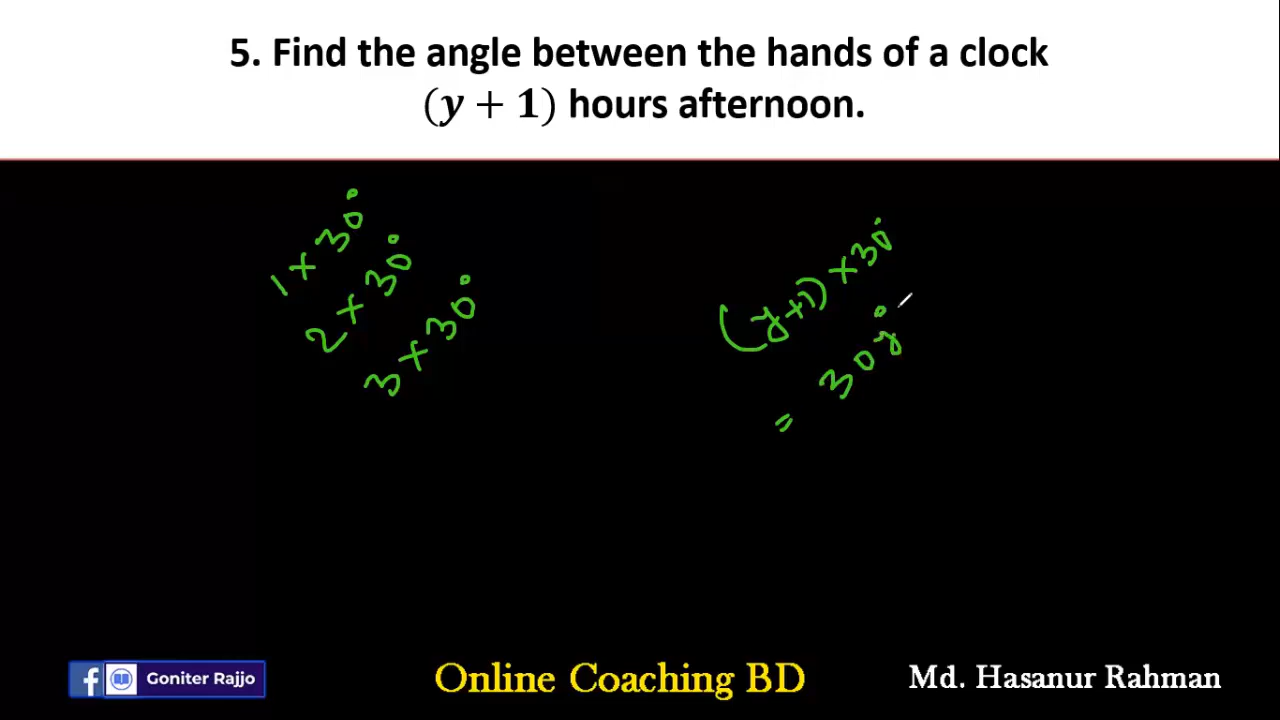 5. Find the angle between the hands of a clock
(y + 1) hours afternoon.
1 × 30°
2 × 30°
3 × 30°
(y+1) × 30°
= 30y°
Goniter Rajjo
Online Coaching BD
Md. Hasanur Rahman